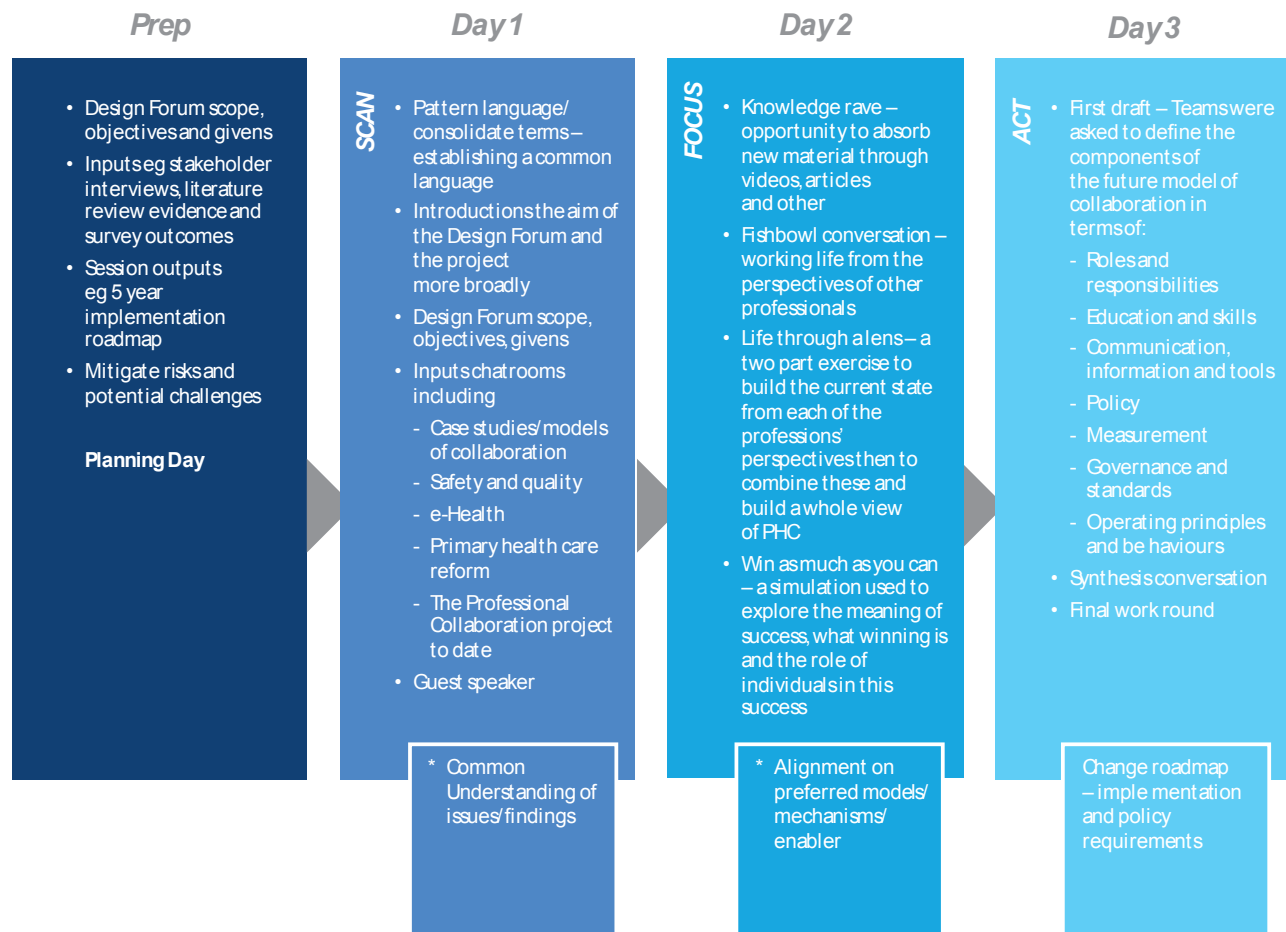 Prep
• Design Forum scope,
objectives and givens
• Inputs eg stakeholder
interviews, literature
review evidence and
survey outcomes
• Session outputs
eg 5 year
implementation
roadmap
• Mitigate risks and
potential challenges
Planning Day
Day 1
SCAN
• Pattern language/
consolidate terms –
establishing a common
language
• Introductions the aim of
the Design Forum and
the project
more broadly
• Design Forum scope,
objectives, givens
• Inputs chatrooms
including
- Case studies/models
of collaboration
- Safety and quality
- e-Health
- Primary health care
reform
- The Professional
Collaboration project
to date
• Guest speaker
* Common
Understanding of
issues/findings
Day 2
FOCUS
• Knowledge rave –
opportunity to absorb
new material through
videos, articles
and other
• Fishbowl conversation –
working life from the
perspectives of other
professionals
• Life through a lens – a
two part exercise to
build the current state
from each of the
professions'
perspectives then to
combine these and
build a whole view
of PHC
• Win as much as you can
– a simulation used to
explore the meaning of
success, what winning is
and the role of
individuals in this
success
* Alignment on
preferred models/
mechanisms/
enabler
Day 3
ACT
• First draft – Teams were
asked to define the
components of
the future model of
collaboration in
terms of:
- Roles and
responsibilities
- Education and skills
- Communication,
information and tools
- Policy
- Measurement
- Governance and
standards
- Operating principles
and be haviours
• Synthesis conversation
• Final work round
Change roadmap
– imple mentation
and policy
requirements